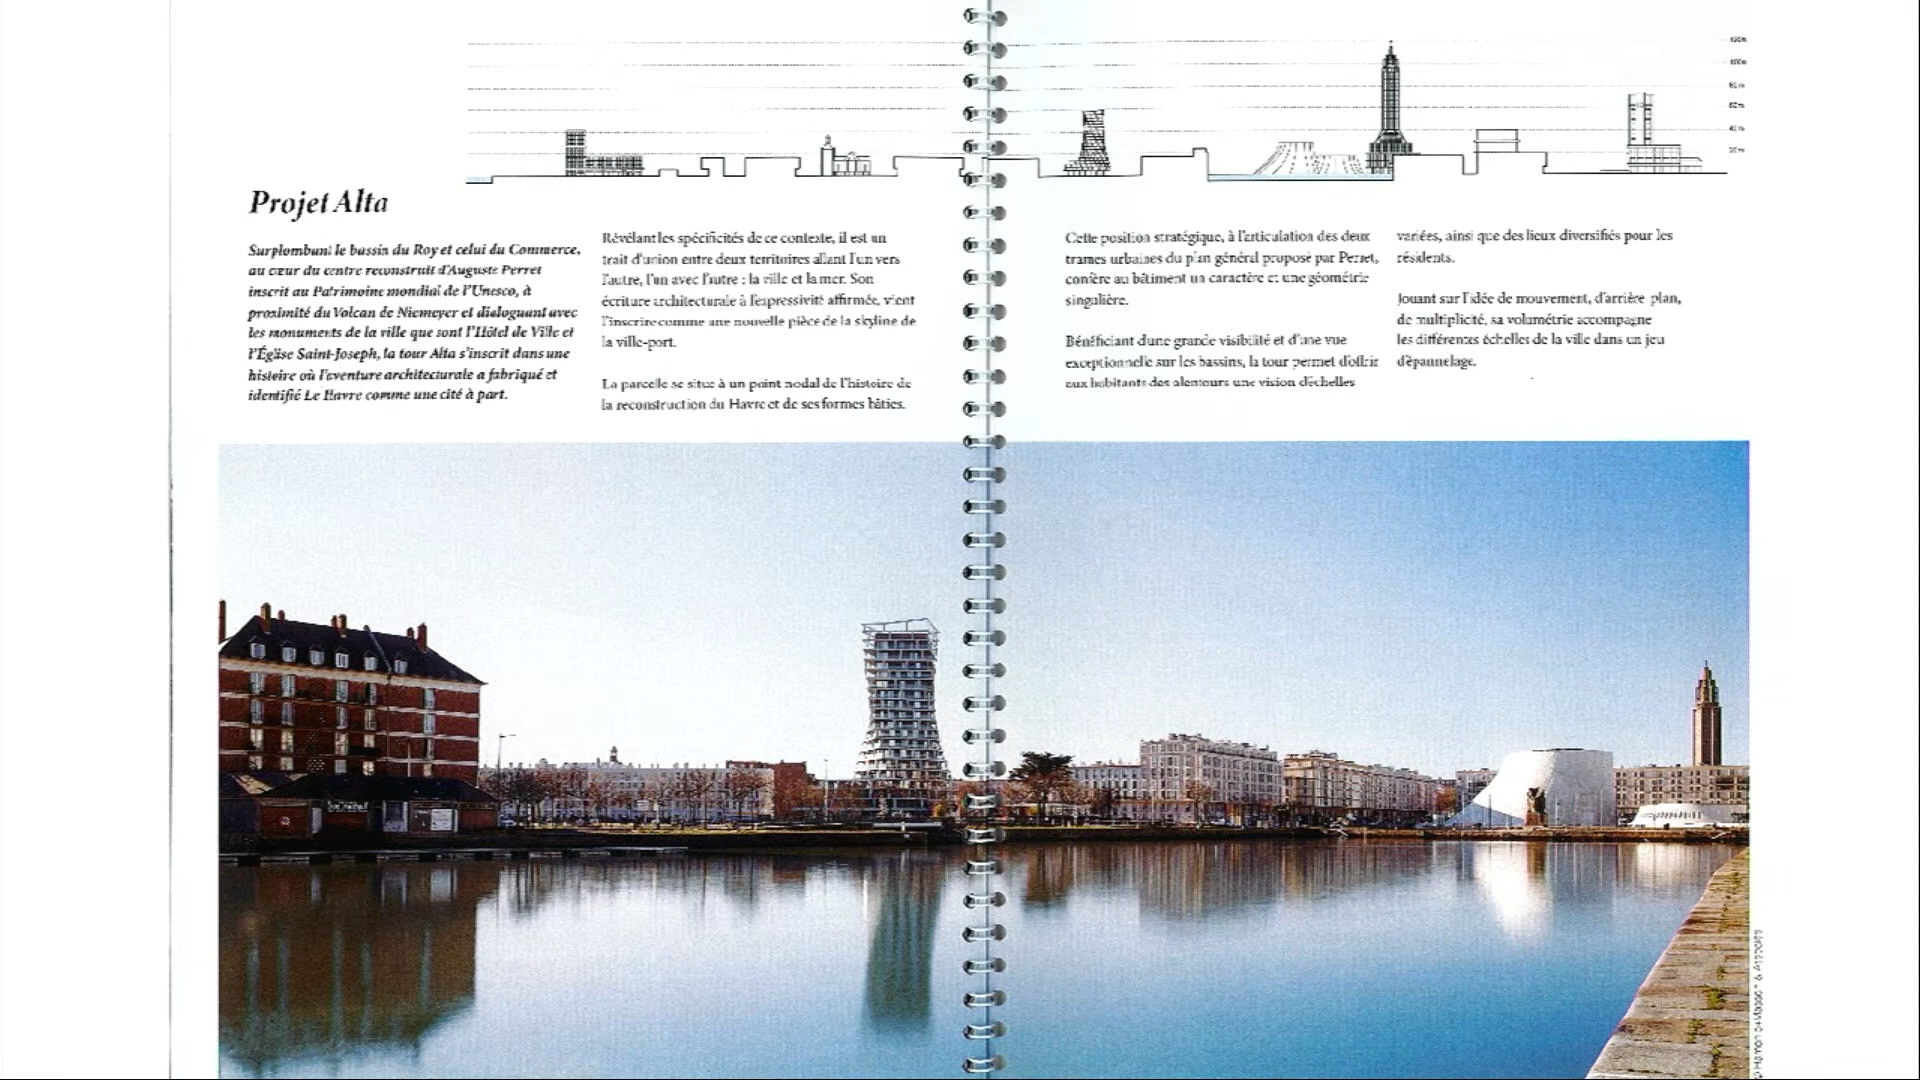 120m
100m
80m
60m
40m
20m
Projet Alta
Surplombant le bassin du Roy et celui du Commerce,
au cœur du centre reconstruit d'Auguste Perret
inscrit au Patrimoine mondial de l'Unesco, à
proximité du Volcan de Niemeyer et dialoguant avec
les monuments de la ville que sont l'Hôtel de Ville et
l'Église Saint-Joseph, la tour Alta s'inscrit dans une
histoire où l'aventure architecturale a fabriqué et
identifié Le Havre comme une cité à part.
Révélant les spécificités de ce contexte, il est un
trait d'union entre deux territoires allant l'un vers
l'autre, l'un avec l'autre : la ville et la mer. Son
écriture architecturale à l'expressivité affirmée, vient
l'inscrire comme une nouvelle pièce de la skyline de
la ville-port.
La parcelle se situe à un point nodal de l'histoire de
la reconstruction du Havre et de ses formes bâties.
Cette position stratégique, à l'articulation des deux
trames urbaines du plan général proposé par Perret,
confère au bâtiment un caractère et une géométrie
singulière.
Bénéficiant d'une grande visibilité et d'une vue
exceptionnelle sur les bassins, la tour permet d'offrir
aux habitants des alentours une vision d'échelles
variées, ainsi que des lieux diversifiés pour les
résidents.
Jouant sur l'idée de mouvement, d'arrière-plan,
de multiplicité, sa volumétrie accompagne
les différentes échelles de la ville dans un jeu
d'épannelage.
© Hamonic+Masson & Associés